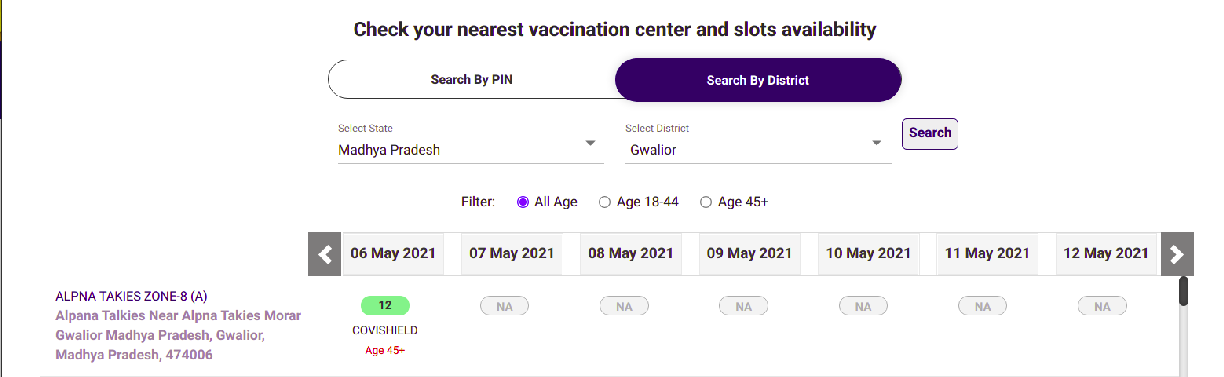 Check your nearest vaccination center and slots availability
Search By PIN Search By District
Select State Select District
Madhya Pradesh Gwalior Search
Filter: All Age Age 18-44 Age 45+
06 May 2021 07 May 2021 08 May 2021 09 May 2021 10 May 2021 11 May 2021 12 May 2021
ALPNA TAKIES ZONE-8 (A) 12 NA NA NA NA NA NA
Alpana Talkies Near Alpna Takies Morar
Gwalior Madhya Pradesh, Gwalior, COVISHIELD
Madhya Pradesh, 474006 Age 45+